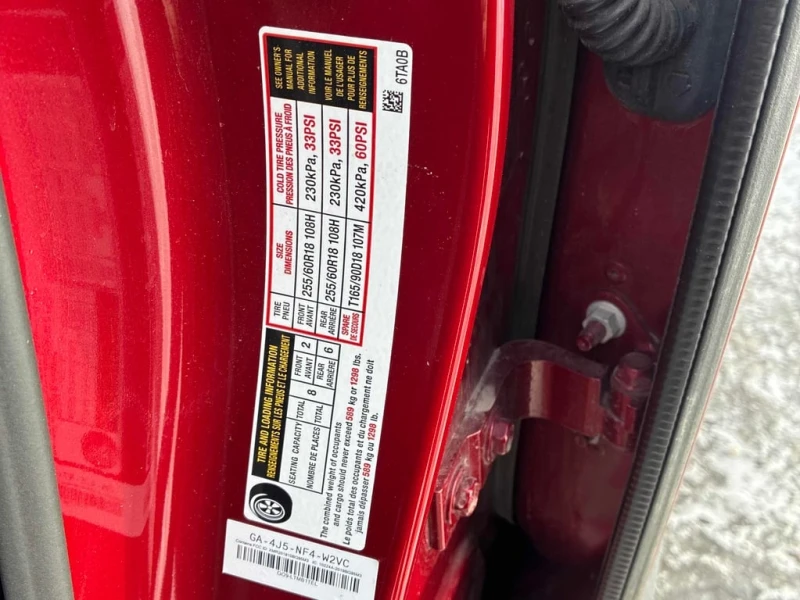 TIRE AND LOADING INFORMATION
RENSEIGNEMENTS SUR LES PNEUS ET LE CHARGEMENT
SEATING CAPACITY TOTAL 8 FRONT 2 REAR 6
NOMBRE DE PLACES TOTAL AVANT ARRIÈRE
The combined weight of occupants
and cargo should never exceed 589 kg or 1298 lbs.
Le poids total des occupants et du chargement ne doit
jamais dépasser 589 kg ou 1298 lb.
TIRE SIZE COLD TIRE PRESSURE
PNEU DIMENSIONS PRESSION DES PNEUS À FROID
FRONT 255/60R18 108H 230kPa, 33PSI
AVANT
REAR 255/60R18 108H 230kPa, 33PSI
ARRIÈRE
SPARE T165/90D18 107M 420kPa, 60PSI
DE SECOURS
SEE OWNER'S
MANUAL FOR
ADDITIONAL
INFORMATION
VOIR LE MANUEL
DE L'USAGER
POUR PLUS DE
RENSEIGNEMENTS
6TA0B
GA-4J5-NF4-W2VC